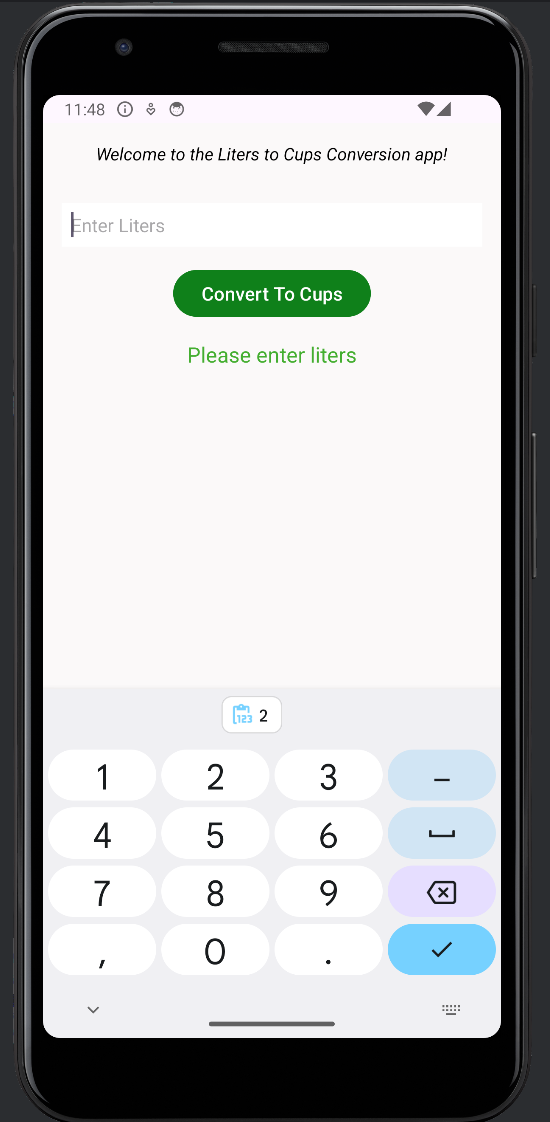 11:48
Welcome to the Liters to Cups Conversion app!
Enter Liters
Convert To Cups
Please enter liters
123 2
1 2 3 –
4 5 6
7 8 9
, 0 .